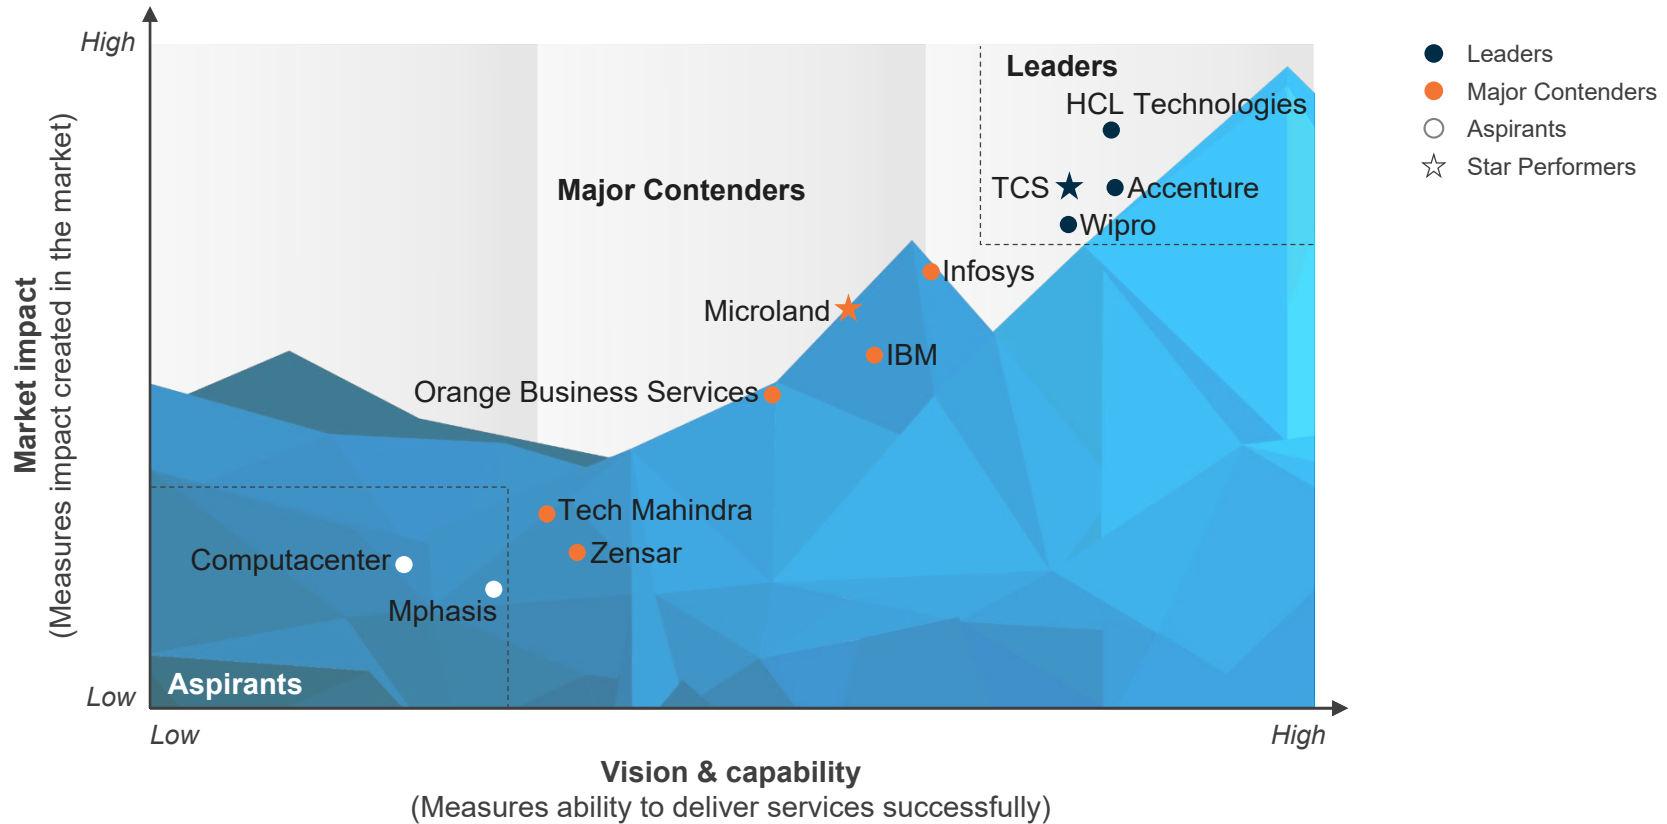 High
Leaders
Leaders
Major Contenders
HCL Technologies
Aspirants
Star Performers
Major Contenders
TCS
Accenture
Wipro
Infosys
Microland
IBM
Orange Business Services
Tech Mahindra
Zensar
Computacenter
Mphasis
Aspirants
Market impact
(Measures impact created in the market)
Low
Low
High
Vision & capability
(Measures ability to deliver services successfully)